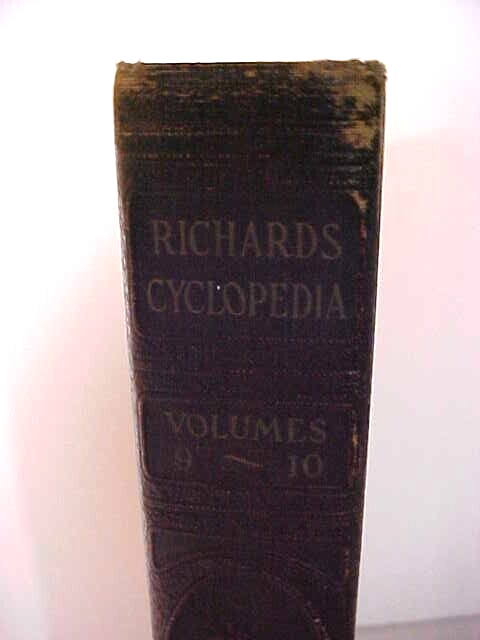 RICHARDS
CYCLOPEDIA
VOLUMES
9 ~ 10